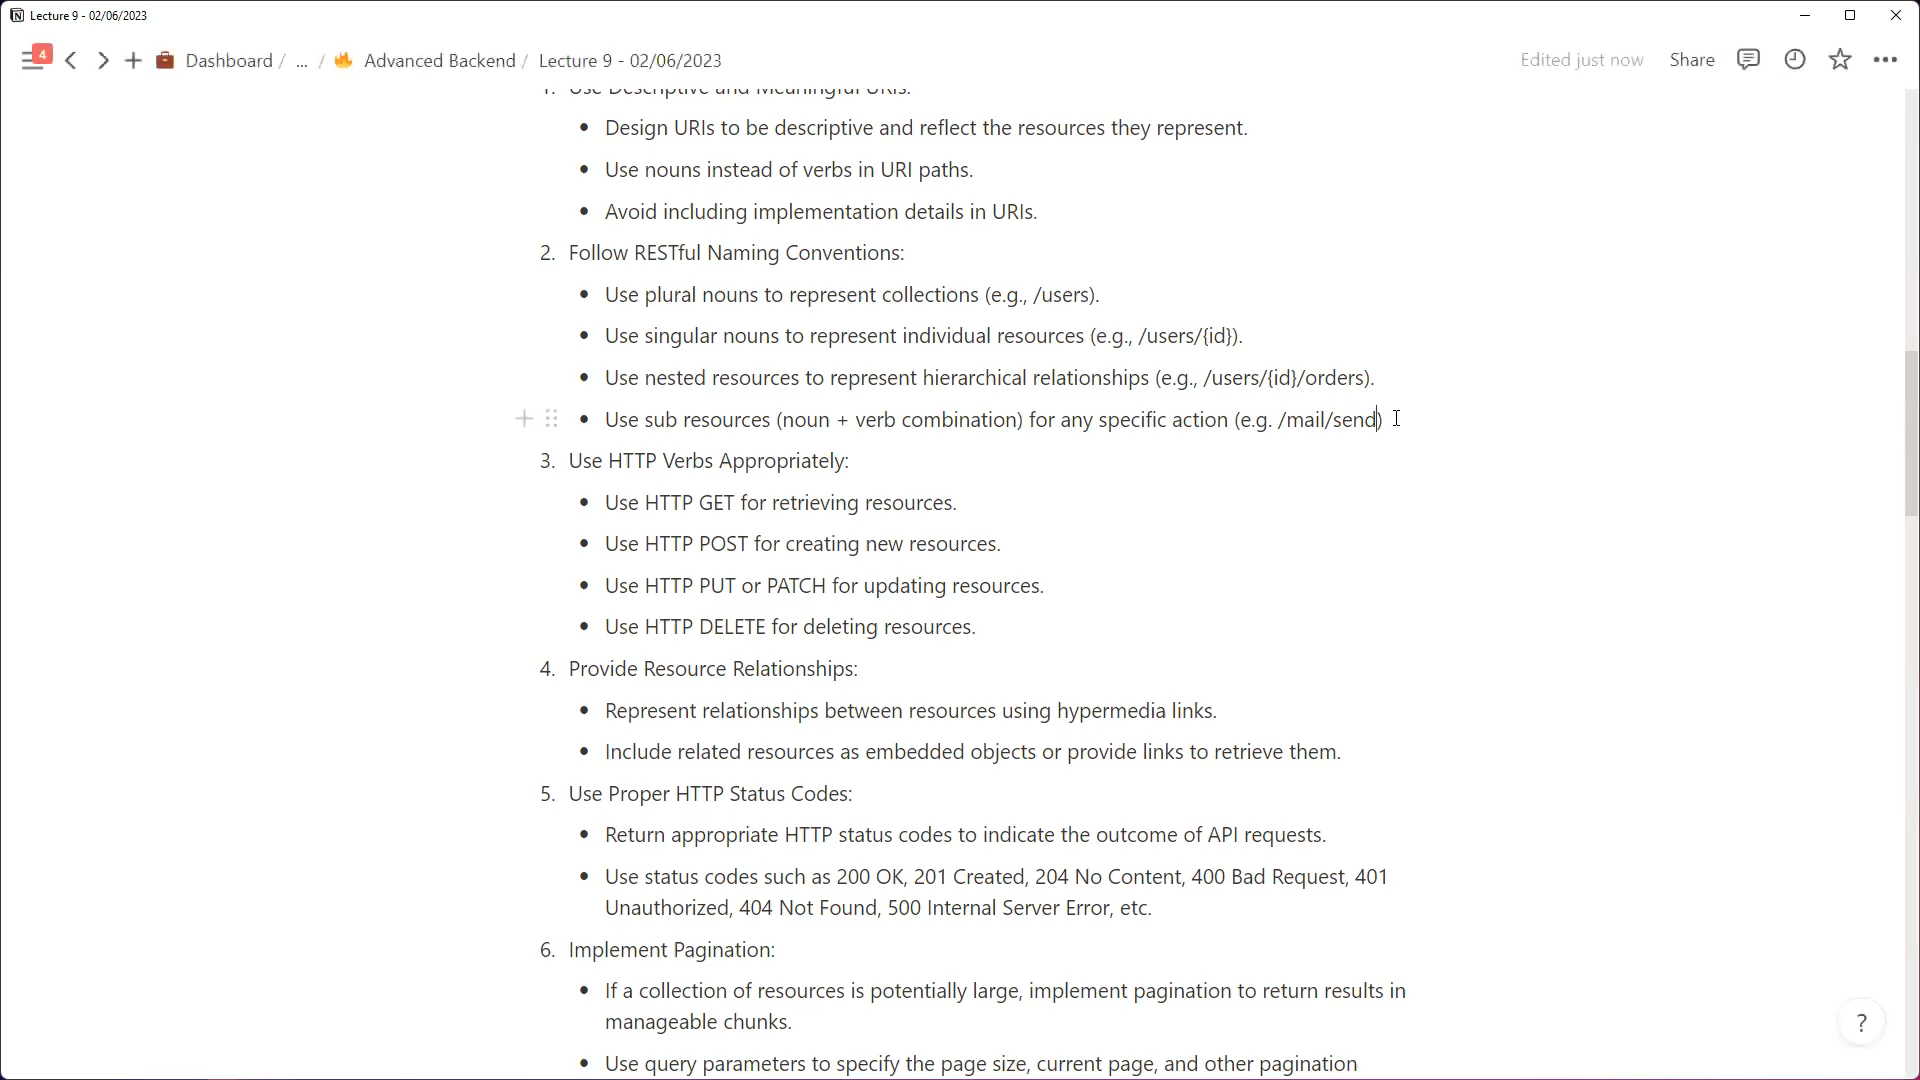 Lecture 9 - 02/06/2023
4
Dashboard / ... / Advanced Backend / Lecture 9 - 02/06/2023
Edited just now
Share
1. Use Descriptive and Meaningful URIs:
• Design URIs to be descriptive and reflect the resources they represent.
• Use nouns instead of verbs in URI paths.
• Avoid including implementation details in URIs.
2. Follow RESTful Naming Conventions:
• Use plural nouns to represent collections (e.g., /users).
• Use singular nouns to represent individual resources (e.g., /users/{id}).
• Use nested resources to represent hierarchical relationships (e.g., /users/{id}/orders).
• Use sub resources (noun + verb combination) for any specific action (e.g. /mail/send)
3. Use HTTP Verbs Appropriately:
• Use HTTP GET for retrieving resources.
• Use HTTP POST for creating new resources.
• Use HTTP PUT or PATCH for updating resources.
• Use HTTP DELETE for deleting resources.
4. Provide Resource Relationships:
• Represent relationships between resources using hypermedia links.
• Include related resources as embedded objects or provide links to retrieve them.
5. Use Proper HTTP Status Codes:
• Return appropriate HTTP status codes to indicate the outcome of API requests.
• Use status codes such as 200 OK, 201 Created, 204 No Content, 400 Bad Request, 401
Unauthorized, 404 Not Found, 500 Internal Server Error, etc.
6. Implement Pagination:
• If a collection of resources is potentially large, implement pagination to return results in
manageable chunks.
• Use query parameters to specify the page size, current page, and other pagination
?